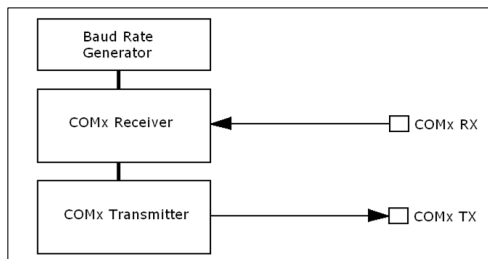 Baud Rate
Generator
COMx Receiver
COMx RX
COMx Transmitter
COMx TX